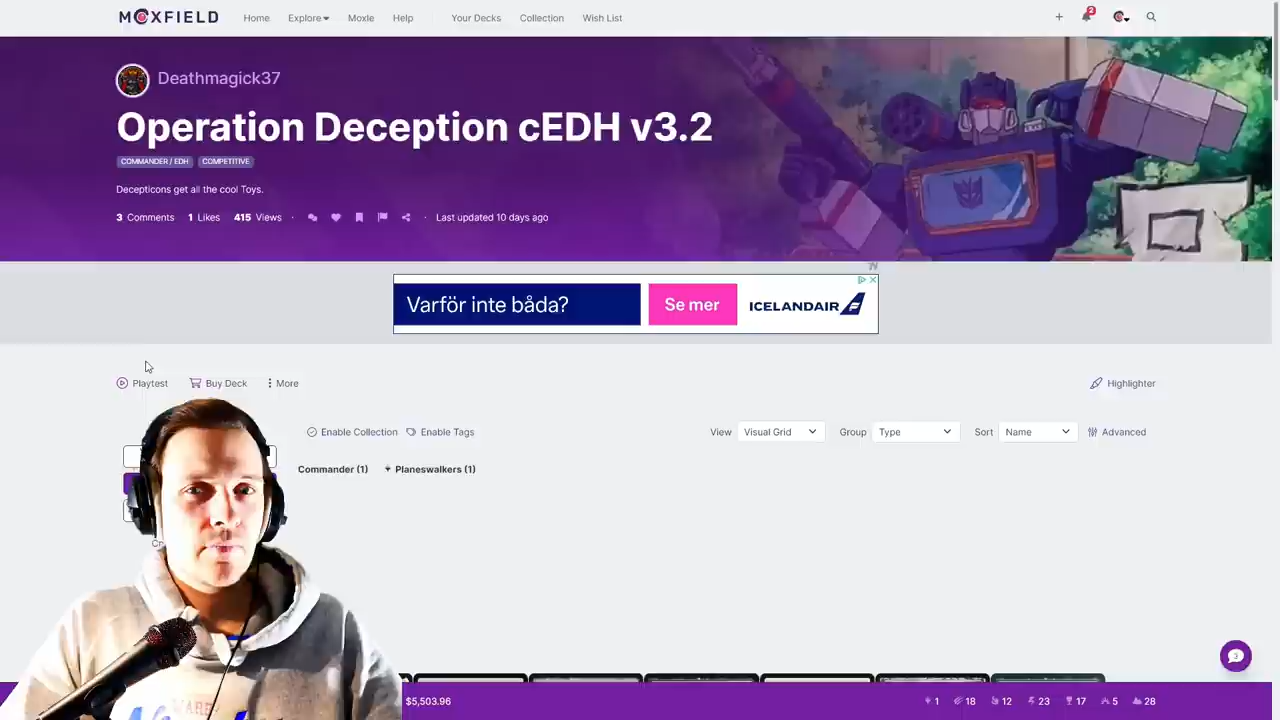 MOXFIELD
Home Explore Moxle Help Your Decks Collection Wish List
2
Deathmagick37
Operation Deception cEDH v3.2
COMMANDER / EDH COMPETITIVE
Decepticons get all the cool Toys.
3 Comments 1 Likes 415 Views · · Last updated 10 days ago
Varför inte båda? Se mer ICELANDAIR
Playtest Buy Deck More Highlighter
Enable Collection Enable Tags View Visual Grid Group Type Sort Name Advanced
Commander (1) Planeswalkers (1)
$5,503.96 1 18 12 23 17 5 28